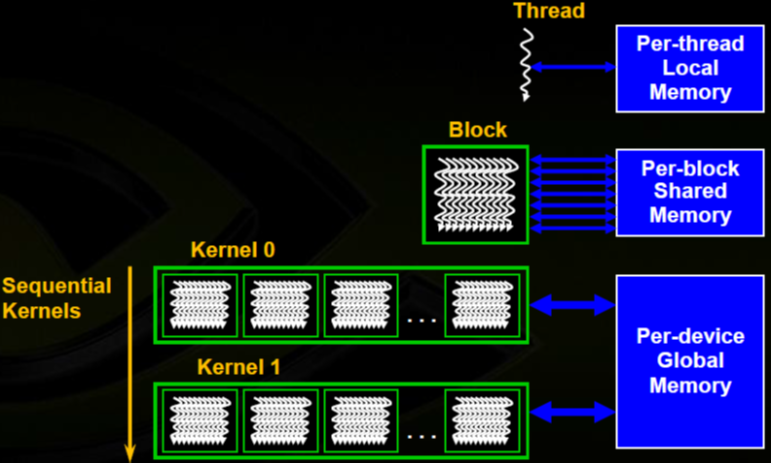 Thread
Per-thread
Local
Memory
Block
Per-block
Shared
Memory
Kernel 0
Sequential
Kernels
...
Per-device
Global
Memory
Kernel 1
...